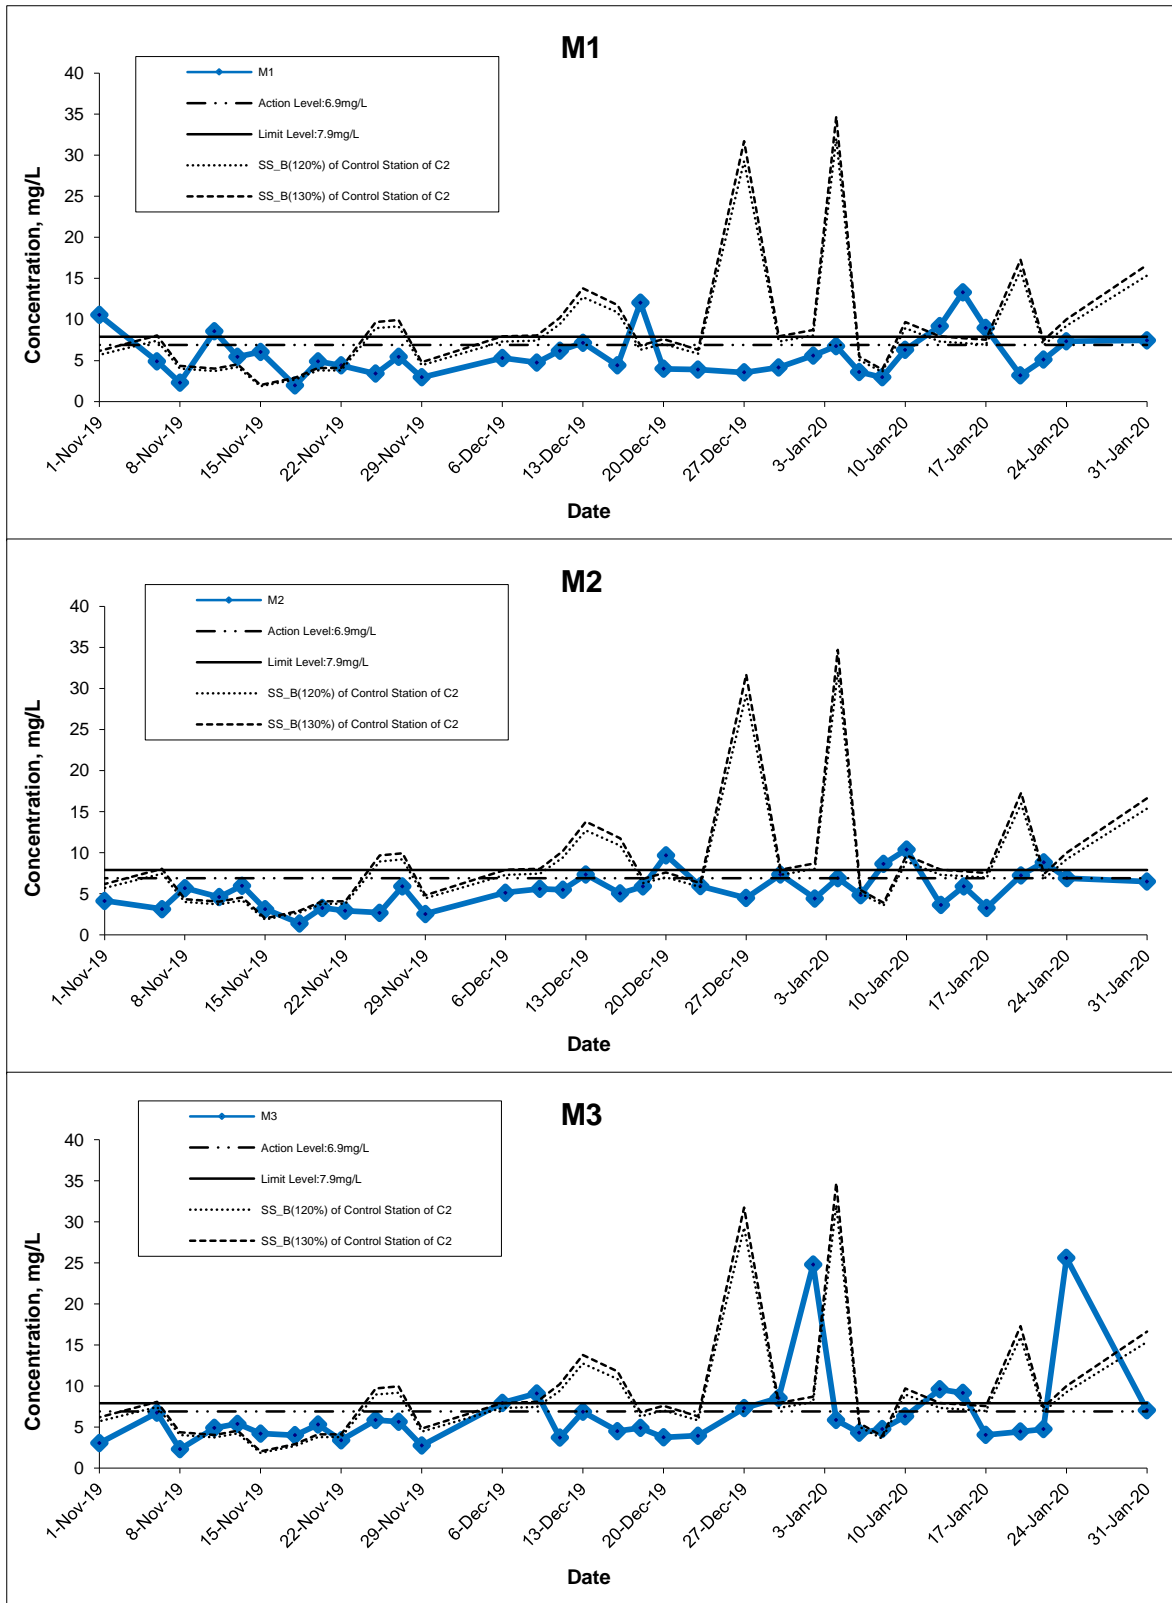 M1
M1
Action Level:6.9mg/L
Limit Level:7.9mg/L
SS_B(120%) of Control Station of C2
SS_B(130%) of Control Station of C2
Concentration, mg/L
40
35
30
25
20
15
10
5
0
1-Nov-19
8-Nov-19
15-Nov-19
22-Nov-19
29-Nov-19
6-Dec-19
13-Dec-19
20-Dec-19
27-Dec-19
3-Jan-20
10-Jan-20
17-Jan-20
24-Jan-20
31-Jan-20
Date
M2
M2
Action Level:6.9mg/L
Limit Level:7.9mg/L
SS_B(120%) of Control Station of C2
SS_B(130%) of Control Station of C2
Concentration, mg/L
40
35
30
25
20
15
10
5
0
1-Nov-19
8-Nov-19
15-Nov-19
22-Nov-19
29-Nov-19
6-Dec-19
13-Dec-19
20-Dec-19
27-Dec-19
3-Jan-20
10-Jan-20
17-Jan-20
24-Jan-20
31-Jan-20
Date
M3
M3
Action Level:6.9mg/L
Limit Level:7.9mg/L
SS_B(120%) of Control Station of C2
SS_B(130%) of Control Station of C2
Concentration, mg/L
40
35
30
25
20
15
10
5
0
1-Nov-19
8-Nov-19
15-Nov-19
22-Nov-19
29-Nov-19
6-Dec-19
13-Dec-19
20-Dec-19
27-Dec-19
3-Jan-20
10-Jan-20
17-Jan-20
24-Jan-20
31-Jan-20
Date